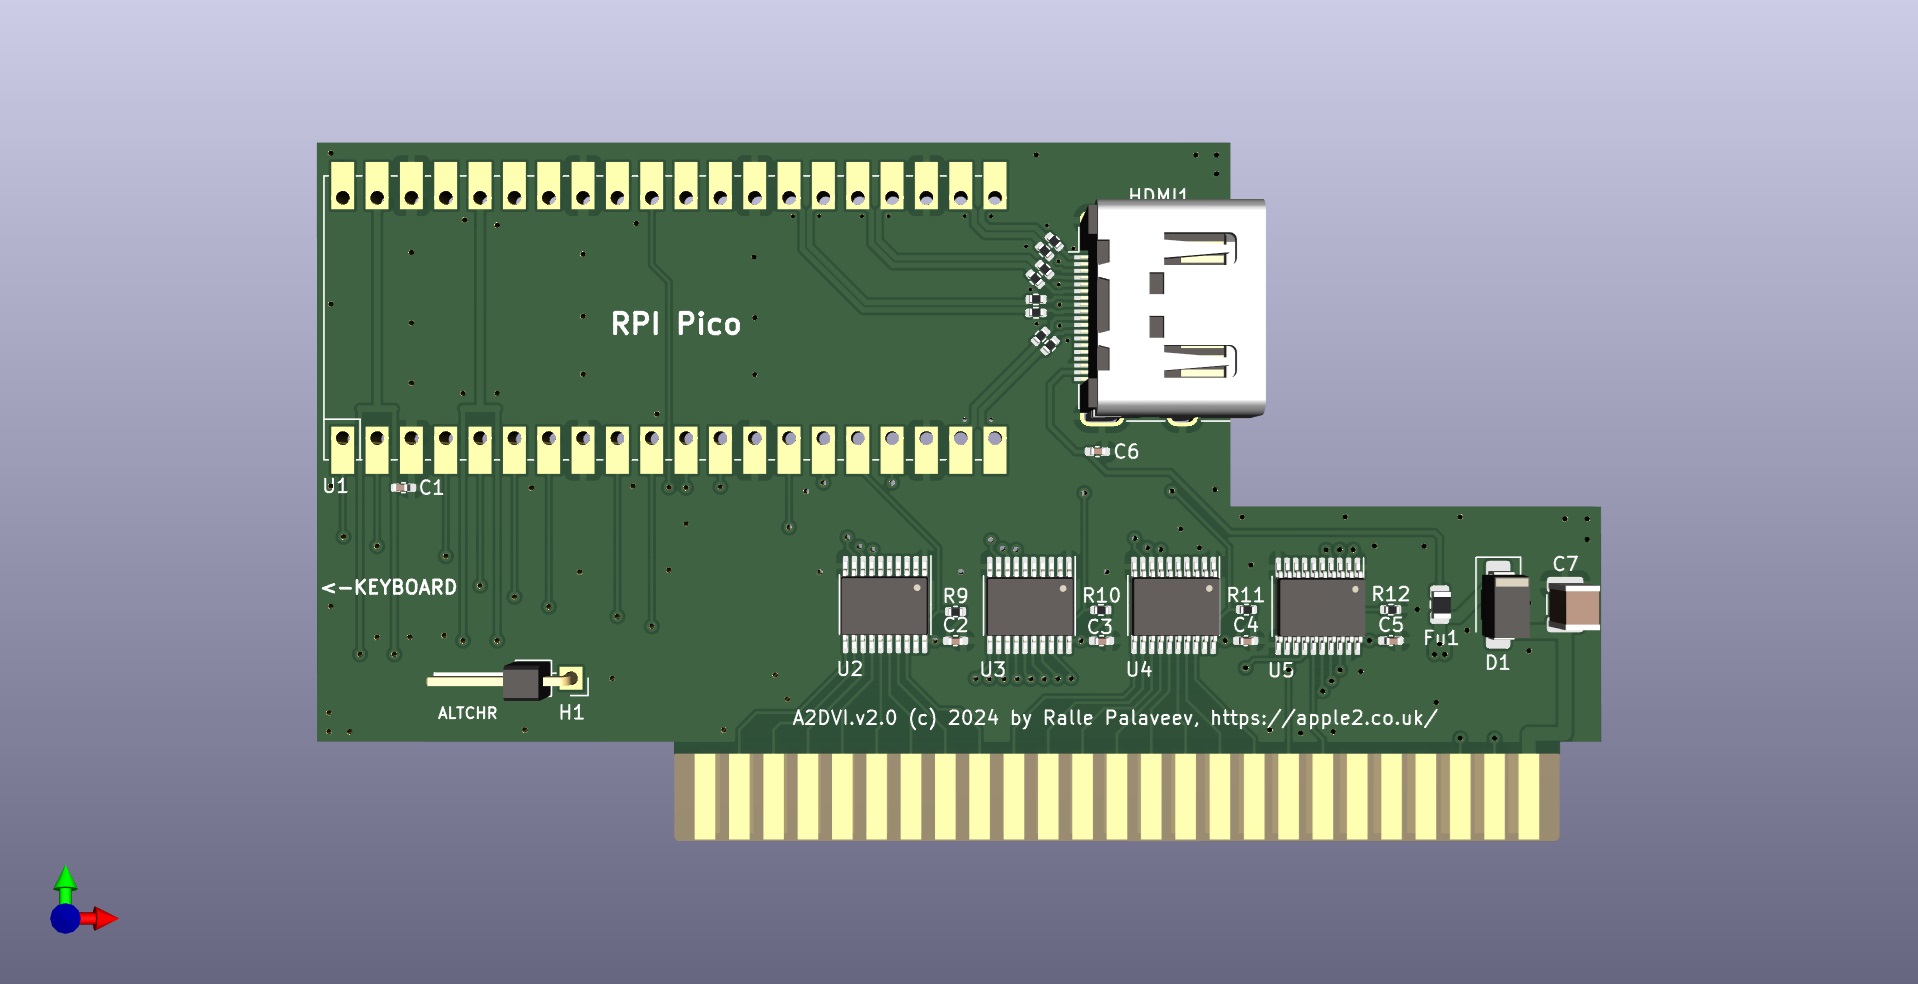 HDMI1
RPI Pico
C6
U1
C1
<-KEYBOARD
C7
R9
R10
R11
R12
C2
C3
C4
C5
Fu1
D1
U2
U3
U4
U5
ALTCHR
H1
A2DVI.v2.0 (c) 2024 by Ralle Palaveev, https://apple2.co.uk/